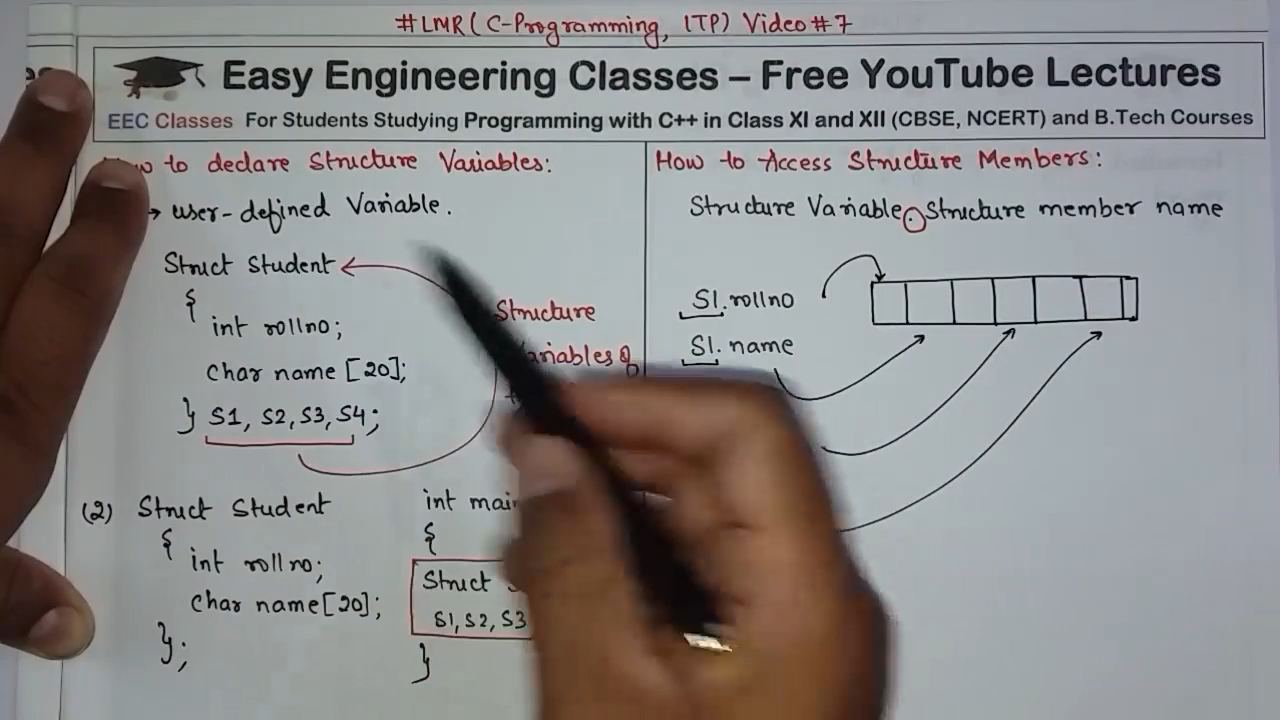 #LMR( C-Programming, ITP) Video#7
Easy Engineering Classes – Free YouTube Lectures
EEC Classes For Students Studying Programming with C++ in Class XI and XII (CBSE, NCERT) and B.Tech Courses
to declare Structure Variables:
→ user-defined Variable.
Struct Student
{
int rollno;
char name [20];
} S1, S2, S3, S4;
Structure
(2) Struct Student
{
int rollno;
char name[20];
};
int
{
Struct
S1, S2, S3
}
How to Access Structure Members:
Structure Variable.Structure member name
S1.rollno
S1. name